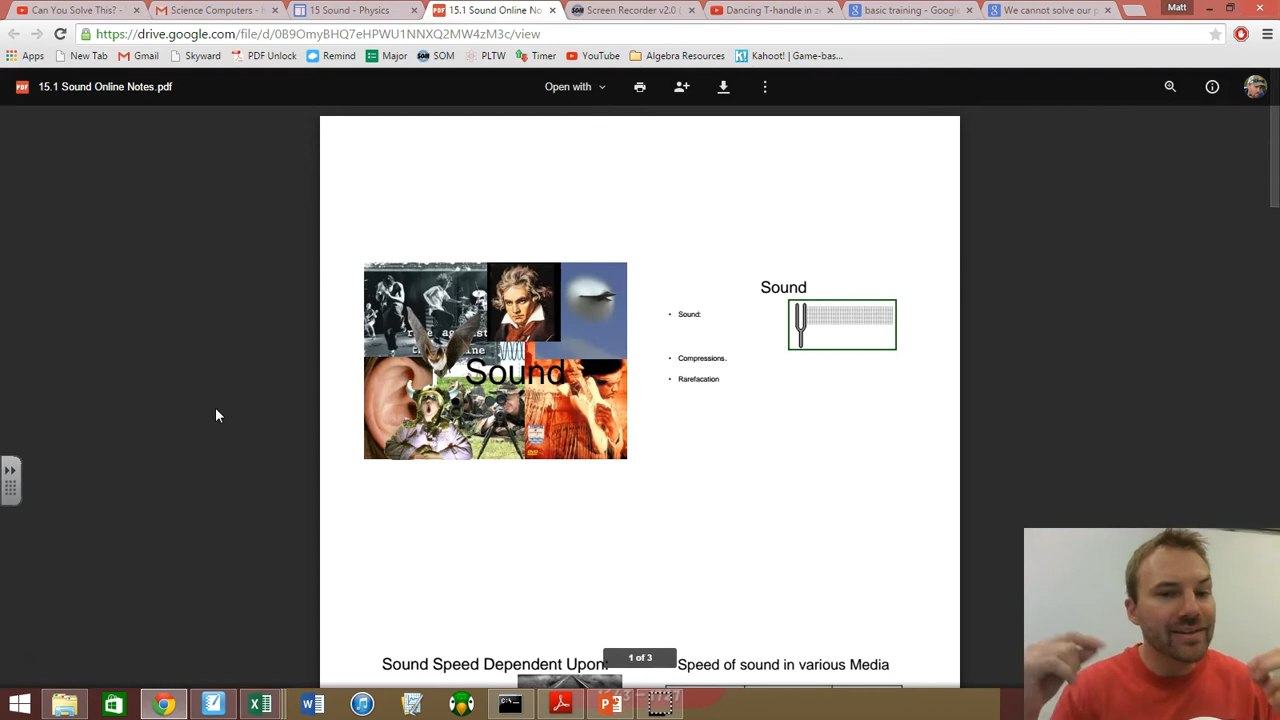 Can You Solve This? -
Science Computers -
15 Sound - Physics
15.1 Sound Online No
Screen Recorder v2.0
Dancing T-handle in z
basic training - Googl
We cannot solve our p
Matt
https://drive.google.com/file/d/0B9OmyBHQ7eHPWU1NNXQ2MW4zM3c/view
Apps
New Tab
Gmail
Skyward
PDF Unlock
Remind
Major
SOM
PLTW
Timer
YouTube
Algebra Resources
Kahoot! | Game-bas...
PDF
15.1 Sound Online Notes.pdf
Open with
Sound
Sound
• Sound:
• Compressions.
• Rarefacation
1 of 3
Sound Speed Dependent Upon:
Speed of sound in various Media